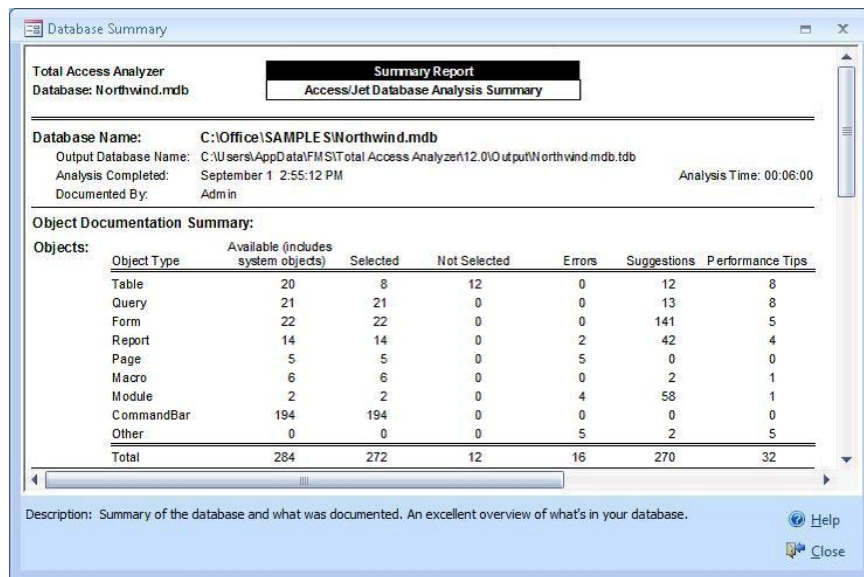 Database Summary
Total Access Analyzer Summary Report
Database: Northwind.mdb Access/Jet Database Analysis Summary
Database Name: C:\Office\SAMPLES\Northwind.mdb
Output Database Name: C:\Users\AppData\FMS\Total Access Analyzer\12.0\Output\Northwind mdb.tdb
Analysis Completed: September 1 2:55:12 PM Analysis Time: 00:06:00
Documented By: Admin
Object Documentation Summary:
Objects: Object Type Available (includes system objects) Selected Not Selected Errors Suggestions Performance Tips
Table 20 8 12 0 12 8
Query 21 21 0 0 13 8
Form 22 22 0 0 141 5
Report 14 14 0 2 42 4
Page 5 5 0 5 0 0
Macro 6 6 0 0 2 1
Module 2 2 0 4 58 1
CommandBar 194 194 0 0 0 0
Other 0 0 0 5 2 5
Total 284 272 12 16 270 32
Description: Summary of the database and what was documented. An excellent overview of what's in your database.
Help
Close